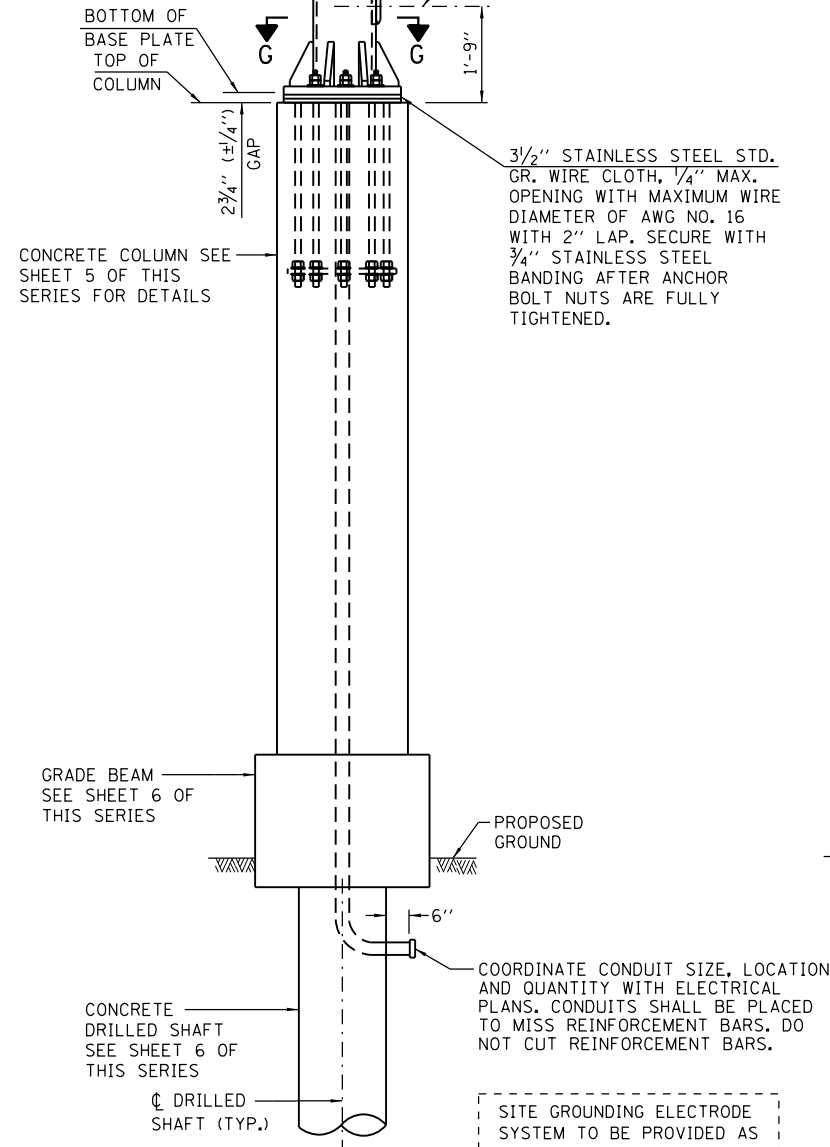 BOTTOM OF
BASE PLATE
TOP OF
COLUMN
G
G
1'-9"
2¾" (±¼")
GAP
3½" STAINLESS STEEL STD.
GR. WIRE CLOTH, ¼" MAX.
OPENING WITH MAXIMUM WIRE
DIAMETER OF AWG NO. 16
WITH 2" LAP. SECURE WITH
¾" STAINLESS STEEL
BANDING AFTER ANCHOR
BOLT NUTS ARE FULLY
TIGHTENED.
CONCRETE COLUMN SEE
SHEET 5 OF THIS
SERIES FOR DETAILS
GRADE BEAM
SEE SHEET 6 OF
THIS SERIES
PROPOSED
GROUND
6"
COORDINATE CONDUIT SIZE, LOCATION
AND QUANTITY WITH ELECTRICAL
PLANS. CONDUITS SHALL BE PLACED
TO MISS REINFORCEMENT BARS. DO
NOT CUT REINFORCEMENT BARS.
CONCRETE
DRILLED SHAFT
SEE SHEET 6 OF
THIS SERIES
℄ DRILLED
SHAFT (TYP.)
SITE GROUNDING ELECTRODE
SYSTEM TO BE PROVIDED AS